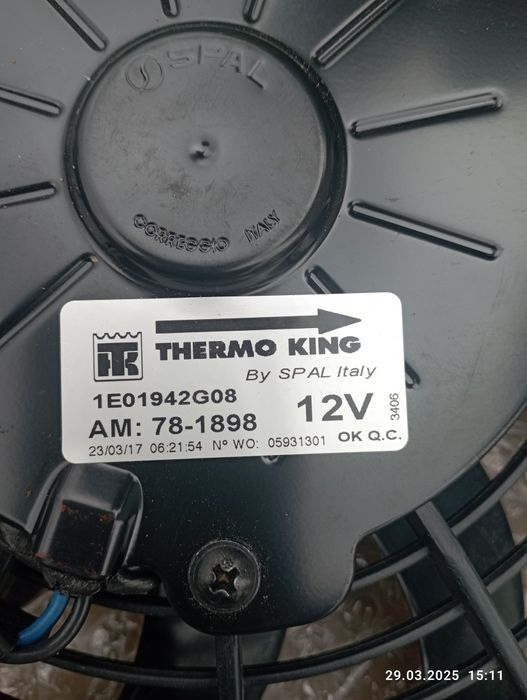 SPAL
CORREGGIO ITALY
TK THERMO KING
By SPAL Italy
1E01942G08
AM: 78-1898 12V
3406
23/03/17 06:21:54 Nº WO: 05931301 OK Q.C.
29.03.2025 15:11